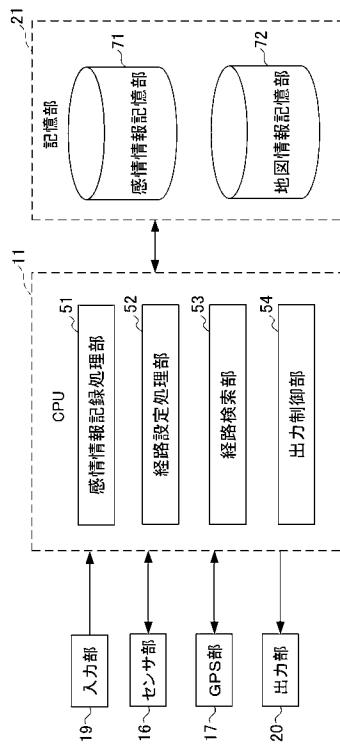 19
入力部
16
センサ部
17
GPS部
20
出力部
11
CPU
51
感情情報記録処理部
52
経路設定処理部
53
経路検索部
54
出力制御部
21
記憶部
71
感情情報記憶部
72
地図情報記憶部